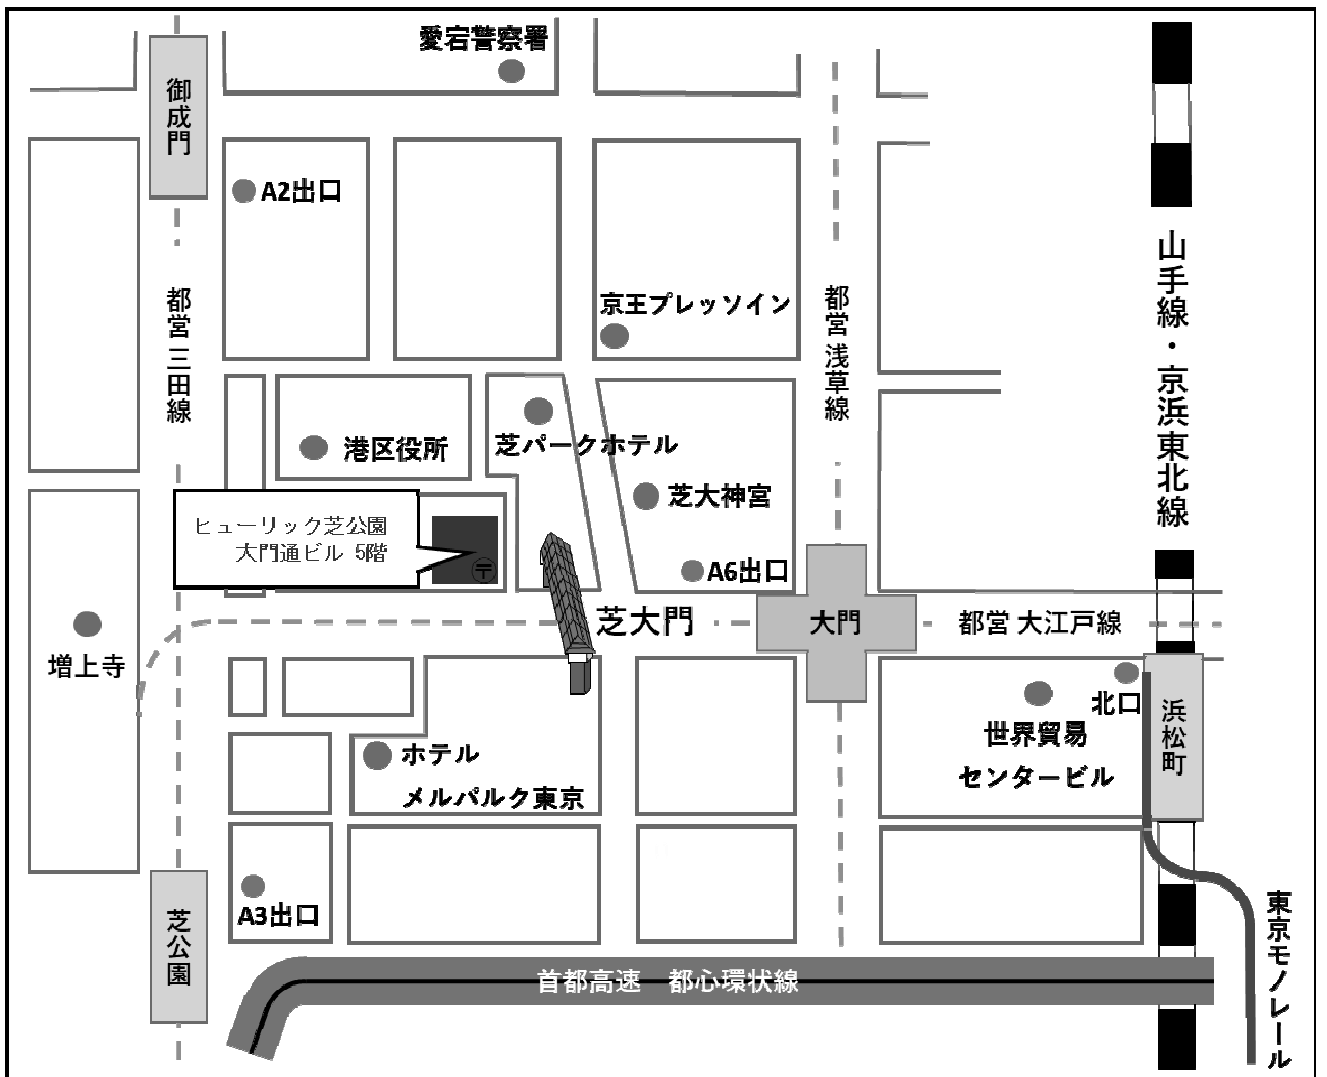 愛宕警察署
御成門
A2出口
山手線・京浜東北線
都営 三田線
京王プレッソイン
都営 浅草線
港区役所
芝パークホテル
芝大神宮
ヒューリック芝公園
大門通ビル 5階
〒
A6出口
芝大門
大門
都営 大江戸線
増上寺
北口
浜松町
世界貿易
センタービル
ホテル
メルパルク東京
A3出口
芝公園
東京モノレール
首都高速 都心環状線